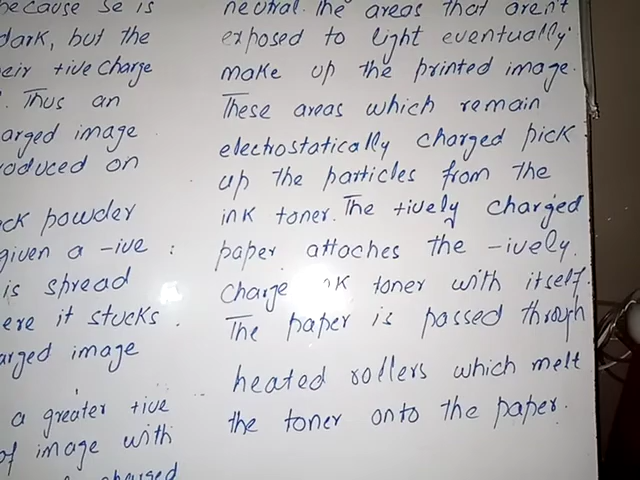 because Se is
dark, but the
eir +ive charge
. Thus an
arged image
roduced on
ck powder
given a -ive :
is spread
ere it stucks .
arged image
a greater +ive
of image with
charged
neutral. The areas that aren't
exposed to light eventually
make up the printed image.
These areas which remain
electrostatically charged pick
up the particles from the
ink toner. The +ively charged
paper attaches the -ively.
Charge nk toner with itself.
The paper is passed through
heated rollers which melt
the toner onto the paper.